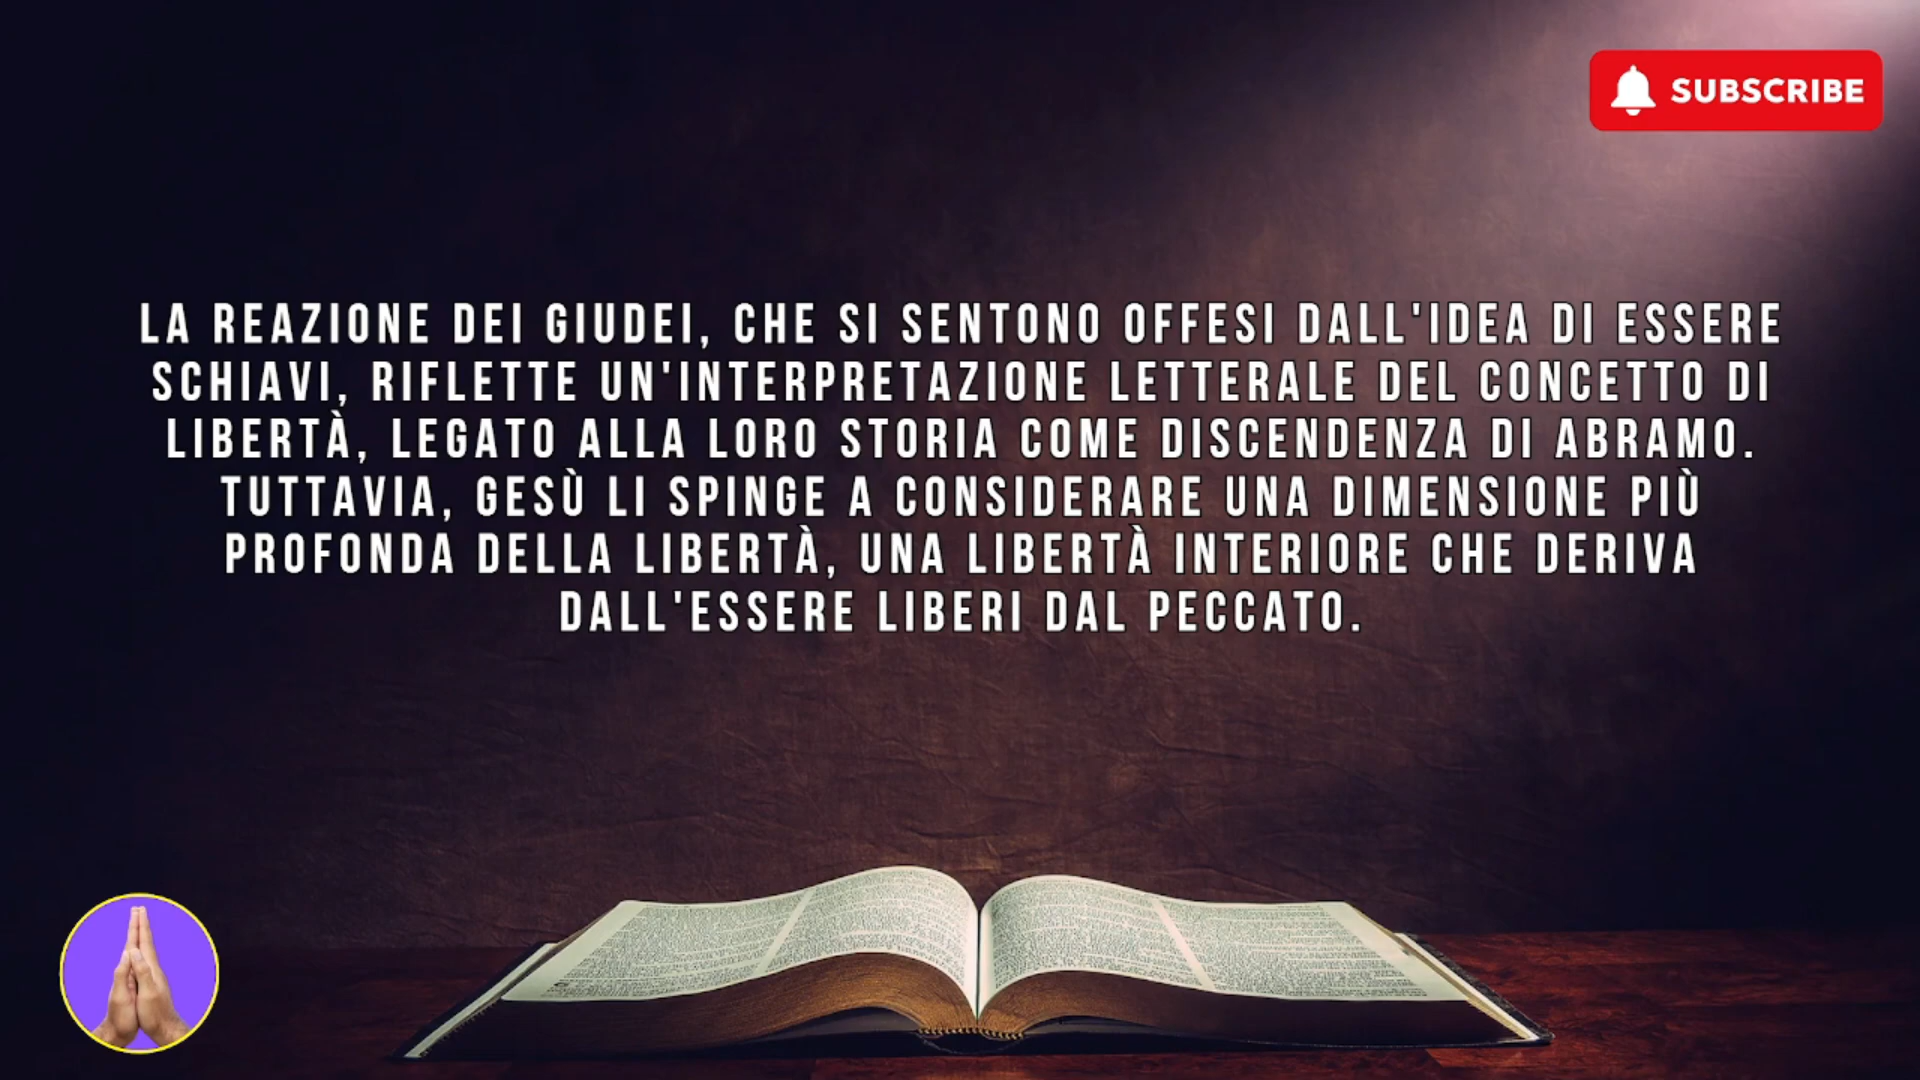 SUBSCRIBE
LA REAZIONE DEI GIUDEI, CHE SI SENTONO OFFESI DALL'IDEA DI ESSERE
SCHIAVI, RIFLETTE UN'INTERPRETAZIONE LETTERALE DEL CONCETTO DI
LIBERTÀ, LEGATO ALLA LORO STORIA COME DISCENDENZA DI ABRAMO.
TUTTAVIA, GESÙ LI SPINGE A CONSIDERARE UNA DIMENSIONE PIÙ
PROFONDA DELLA LIBERTÀ, UNA LIBERTÀ INTERIORE CHE DERIVA
DALL'ESSERE LIBERI DAL PECCATO.